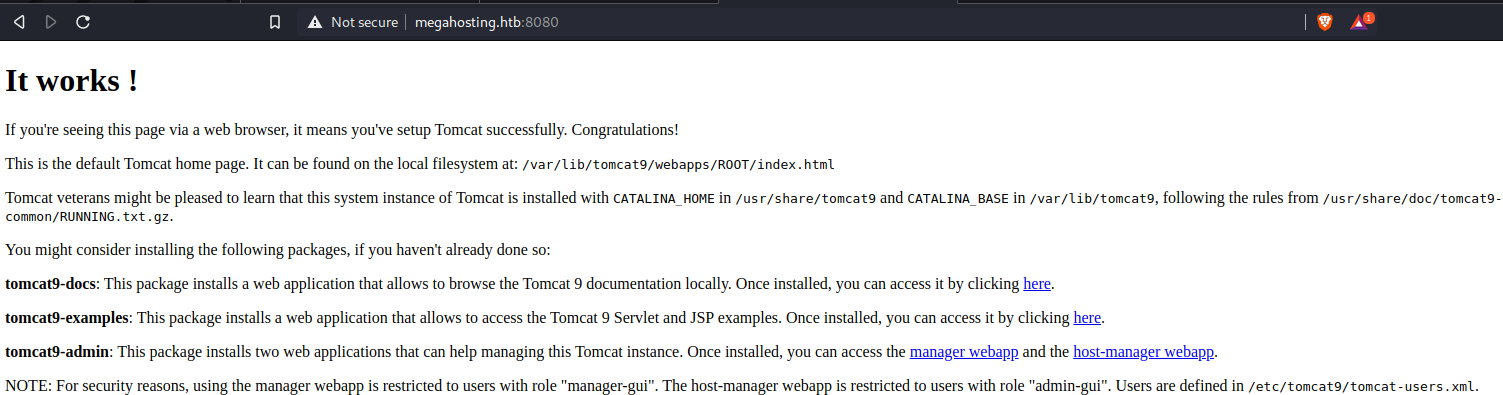 Not secure megahosting.htb:8080 1
It works !
If you're seeing this page via a web browser, it means you've setup Tomcat successfully. Congratulations!
This is the default Tomcat home page. It can be found on the local filesystem at: /var/lib/tomcat9/webapps/ROOT/index.html
Tomcat veterans might be pleased to learn that this system instance of Tomcat is installed with CATALINA_HOME in /usr/share/tomcat9 and CATALINA_BASE in /var/lib/tomcat9, following the rules from /usr/share/doc/tomcat9-
common/RUNNING.txt.gz.
You might consider installing the following packages, if you haven't already done so:
tomcat9-docs: This package installs a web application that allows to browse the Tomcat 9 documentation locally. Once installed, you can access it by clicking here.
tomcat9-examples: This package installs a web application that allows to access the Tomcat 9 Servlet and JSP examples. Once installed, you can access it by clicking here.
tomcat9-admin: This package installs two web applications that can help managing this Tomcat instance. Once installed, you can access the manager webapp and the host-manager webapp.
NOTE: For security reasons, using the manager webapp is restricted to users with role "manager-gui". The host-manager webapp is restricted to users with role "admin-gui". Users are defined in /etc/tomcat9/tomcat-users.xml.